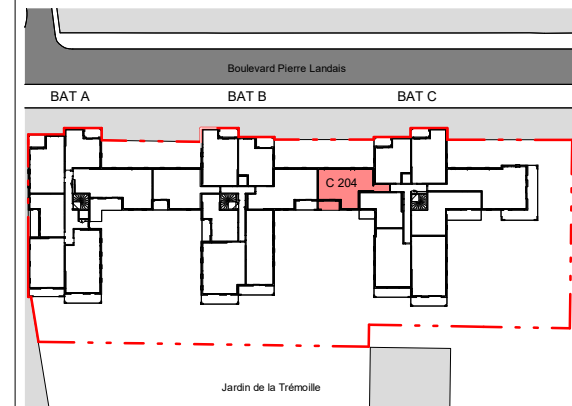 Boulevard Pierre Landais
BAT A
BAT B
BAT C
C 204
Jardin de la Trémoille